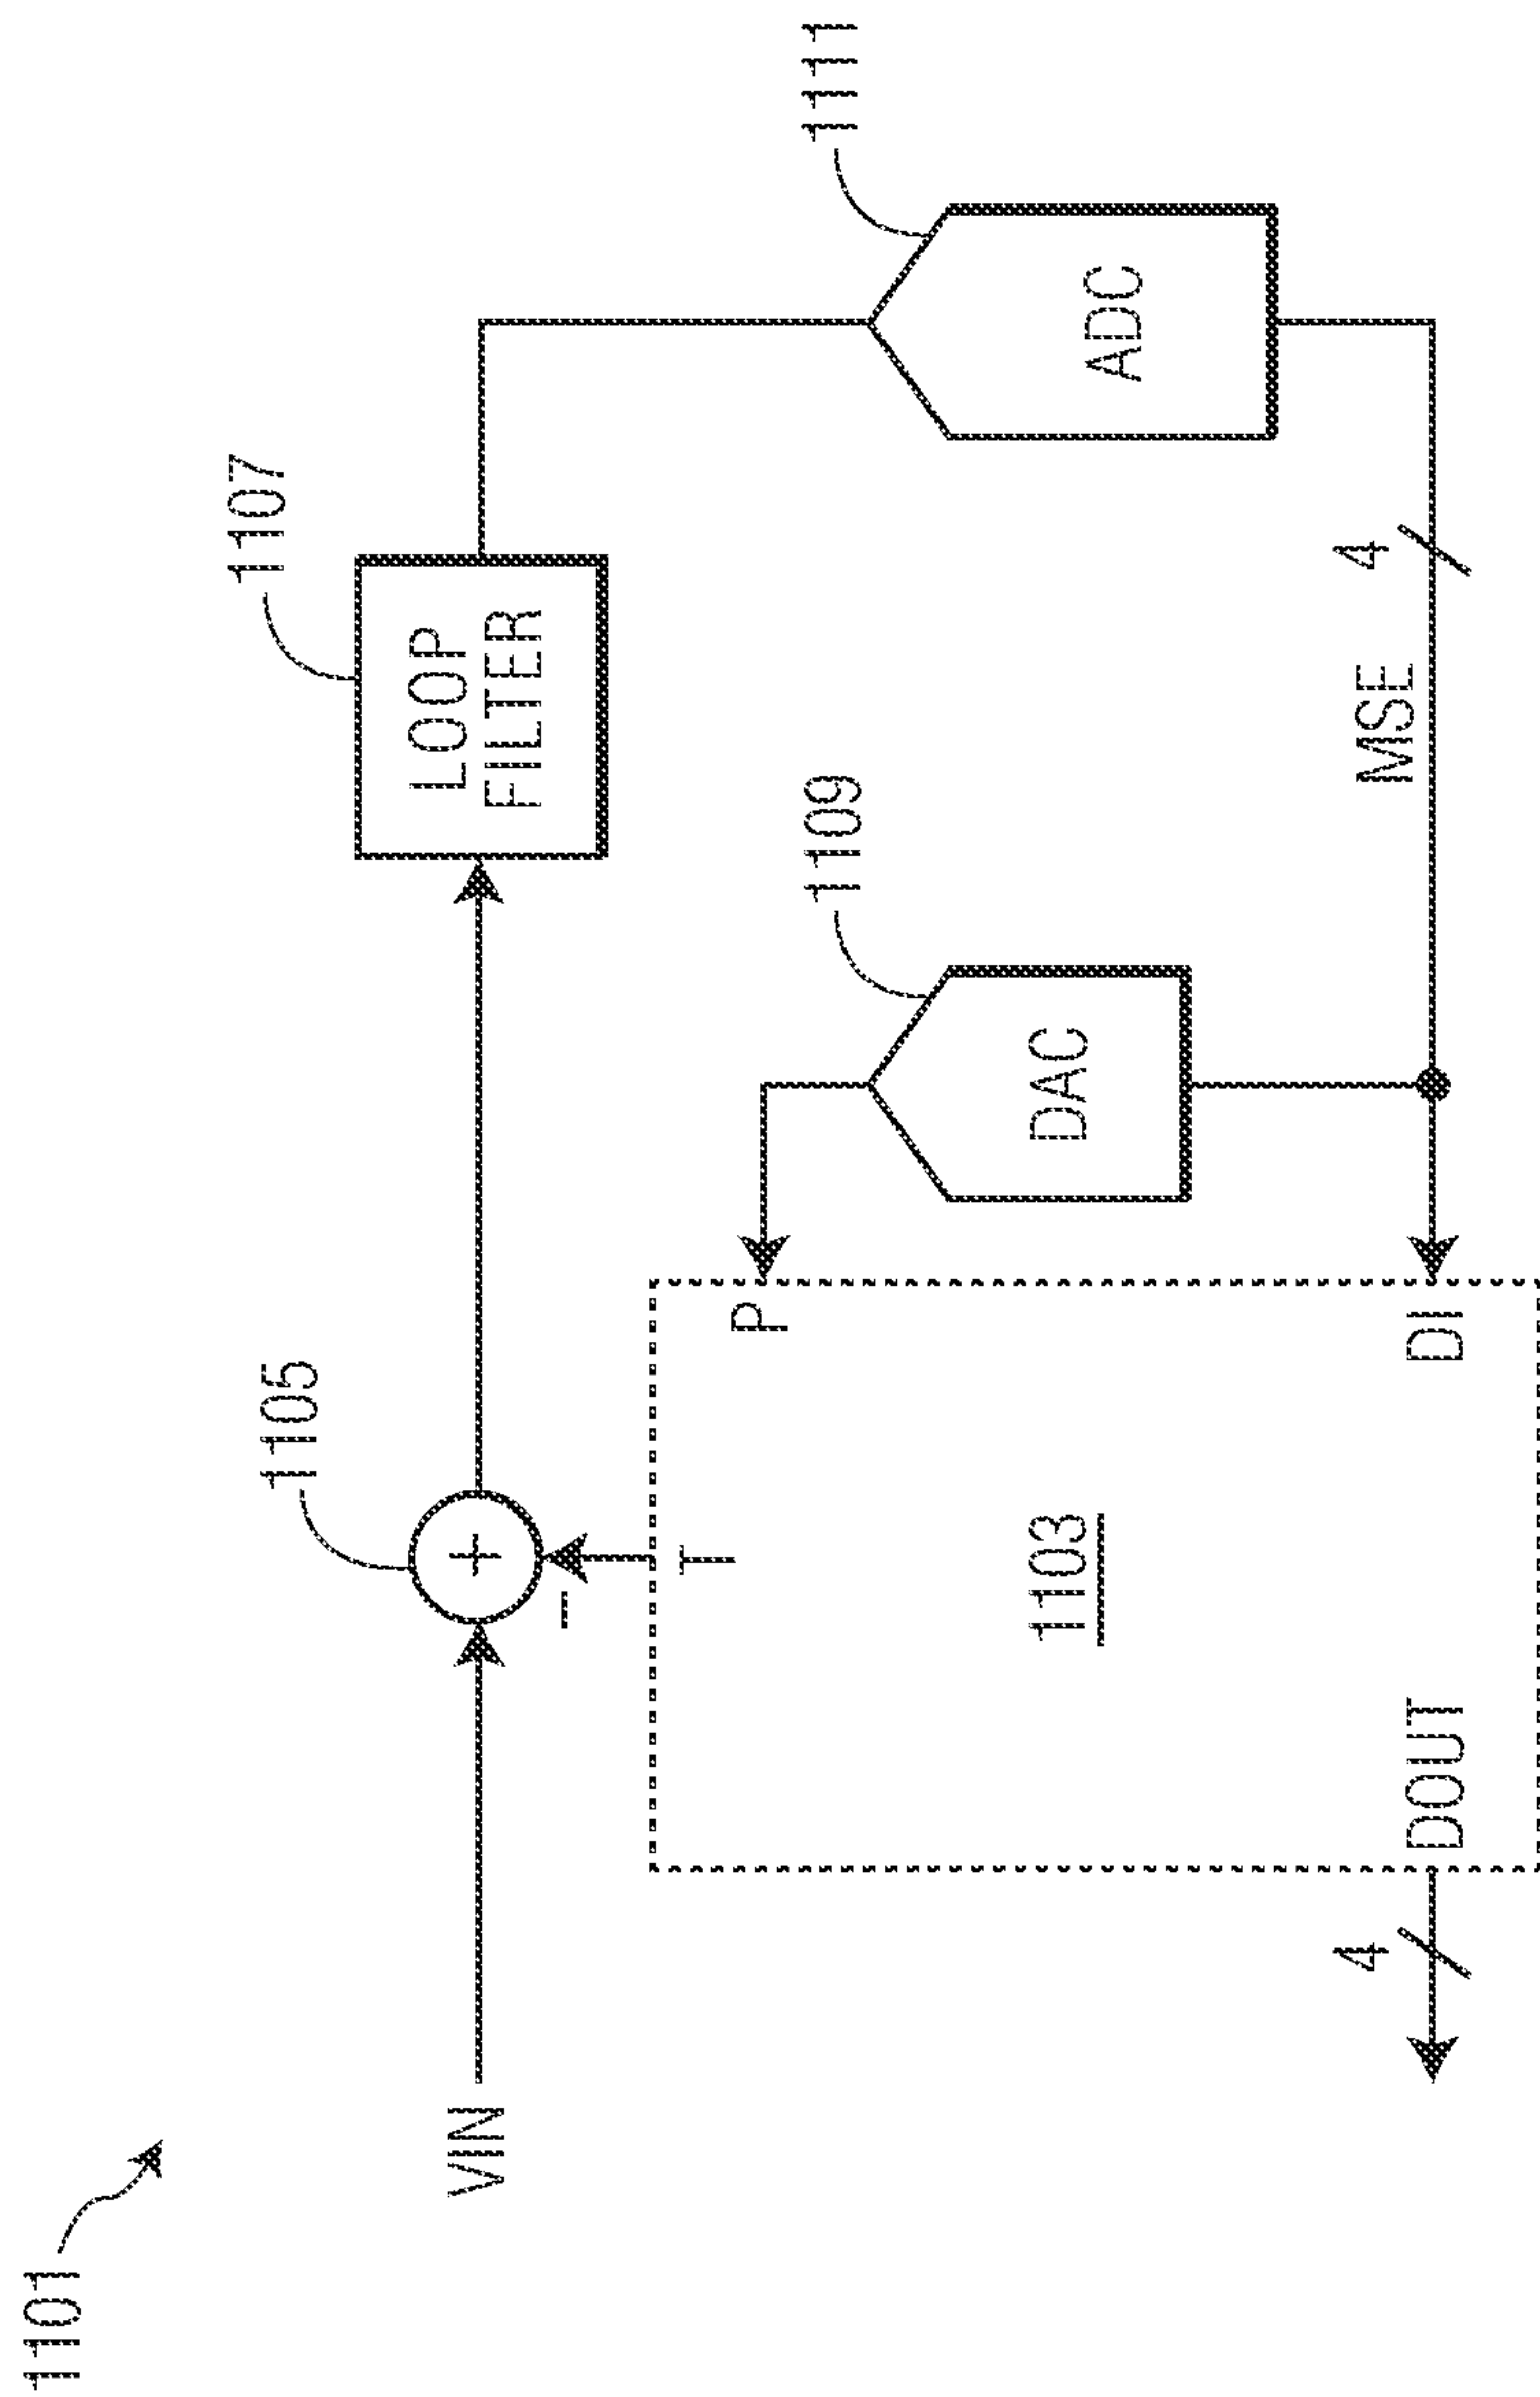 1101
VIN
1105
+
-
1107
LOOP
FILTER
T
P
1109
DAC
1111
ADC
1103
DOUT
DI
4
MSE
4